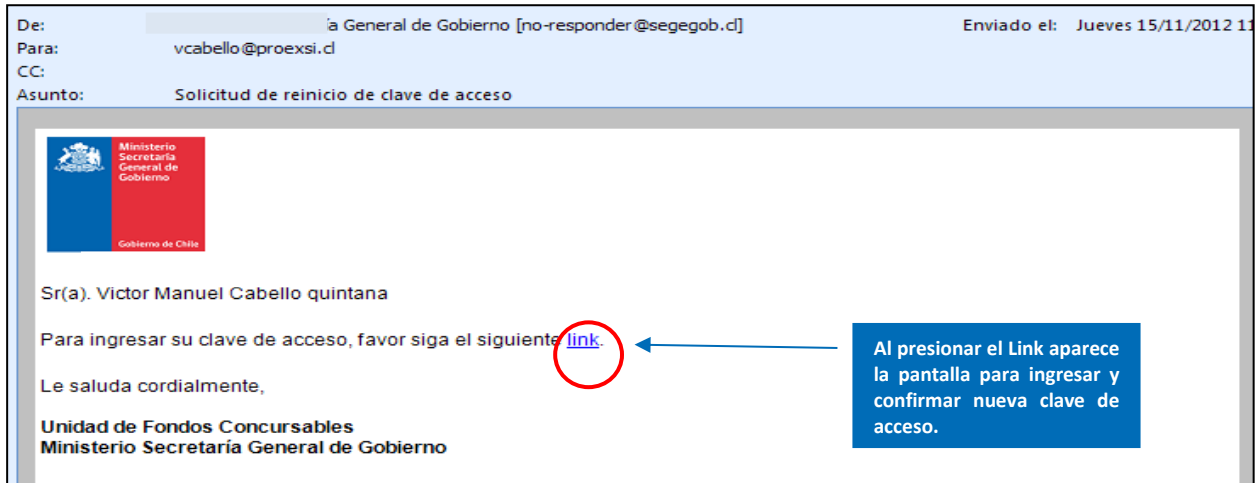 De: ía General de Gobierno [no-responder@segegob.cl] Enviado el: Jueves 15/11/2012 11
Para: vcabello@proexsi.cl
CC:
Asunto: Solicitud de reinicio de clave de acceso
Ministerio
Secretaría
General de
Gobierno
Gobierno de Chile
Sr(a). Victor Manuel Cabello quintana
Para ingresar su clave de acceso, favor siga el siguiente link.
Le saluda cordialmente,
Unidad de Fondos Concursables
Ministerio Secretaría General de Gobierno
Al presionar el Link aparece
la pantalla para ingresar y
confirmar nueva clave de
acceso.